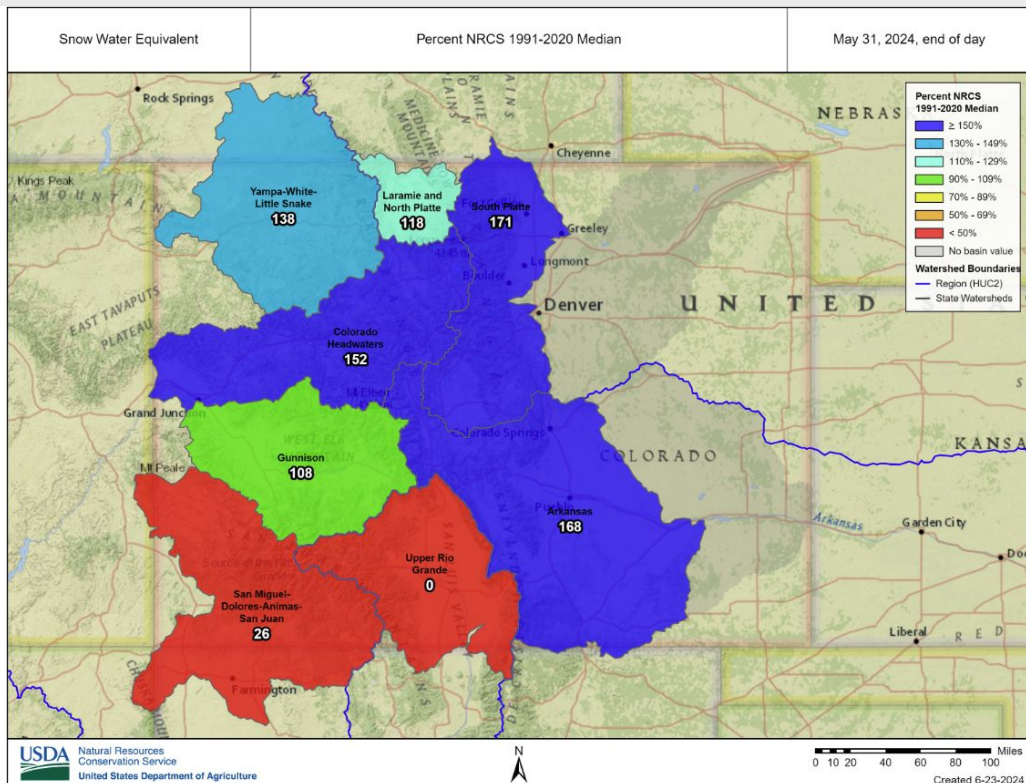 Snow Water Equivalent
Percent NRCS 1991-2020 Median
May 31, 2024, end of day
Percent NRCS
1991-2020 Median
≥ 150%
130% - 149%
110% - 129%
90% - 109%
70% - 89%
50% - 69%
< 50%
No basin value
Watershed Boundaries
Region (HUC2)
State Watersheds
Rock Springs
MEDICINE
NEBRAS
Cheyenne
Kings Peak
Yampa-White-
Little Snake
138
Laramie and
North Platte
118
South Platte
171
Greeley
Longmont
Boulder
EAST TAVAPUTS
PLATEAU
Denver
UNITED
Colorado
Headwaters
152
Grand Junction
Colorado Springs
COLORADO
KANSA
WEST ELK
Gunnison
108
Mt Peale
Pueblo
Arkansas
168
Arkansas
Garden City
Upper Rio
Grande
0
San Miguel-
Dolores-Animas-
San Juan
26
Liberal
RED
Farmington
USDA
Natural Resources
Conservation Service
United States Department of Agriculture
N
Miles
0 10 20 40 60 80 100
Created 6-23-2024